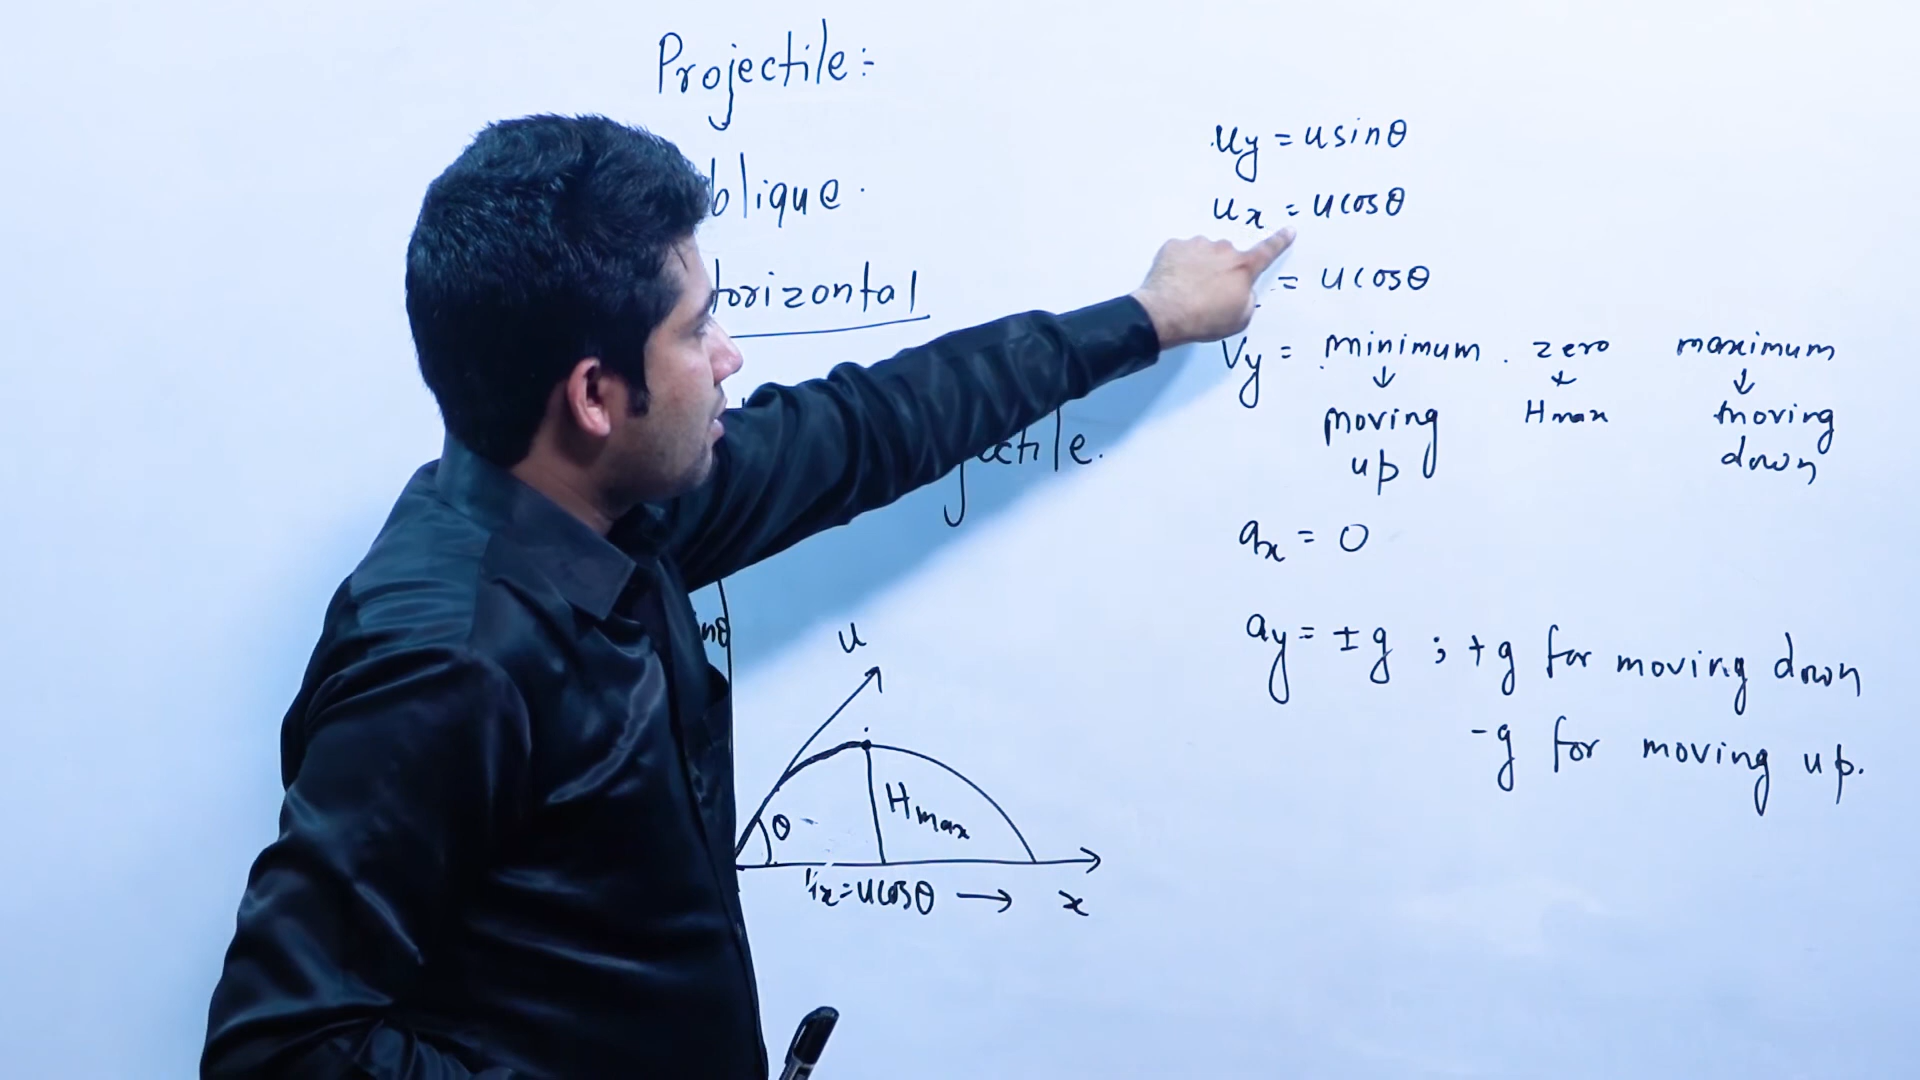 Projectile:-
blique.
orizontal
ctile.
uy = usinθ
ux = ucosθ
= ucosθ
Vy = minimum . zero maximum
↓ ↓ ↓
moving up Hmax moving down
ax = 0
ay = ±g ; +g for moving down
-g for moving up.
u
θ
Hmax
x = ucosθ → x